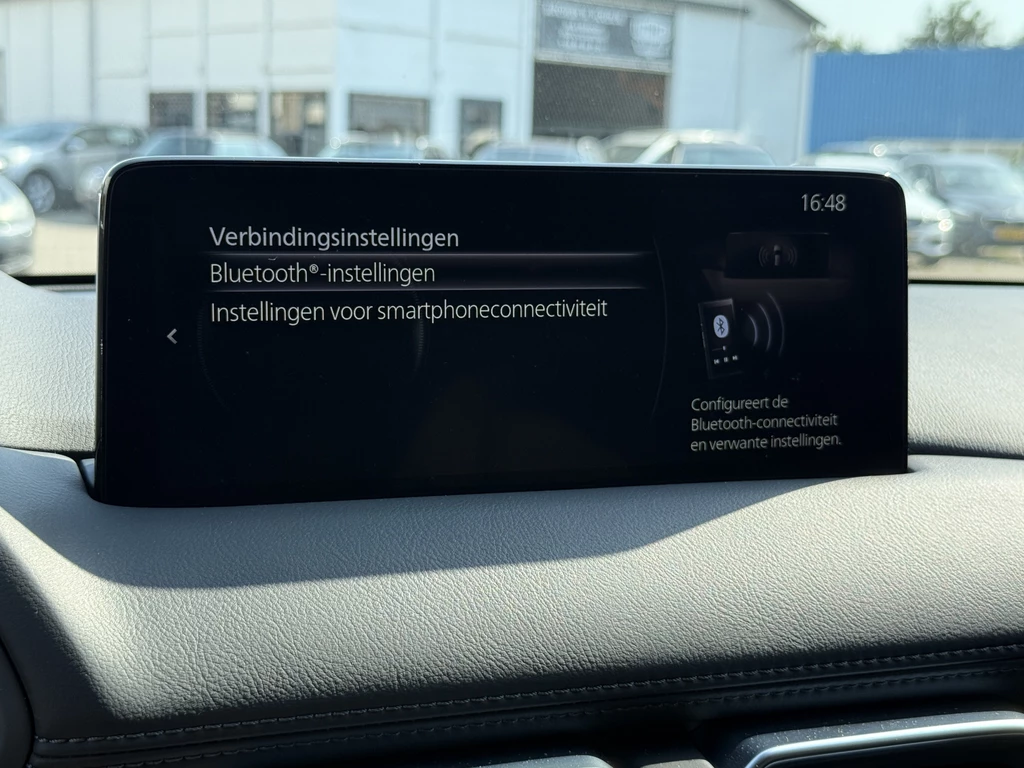 16:48
Verbindingsinstellingen
Bluetooth®-instellingen
Instellingen voor smartphoneconnectiviteit
Configureert de
Bluetooth-connectiviteit
en verwante instellingen.